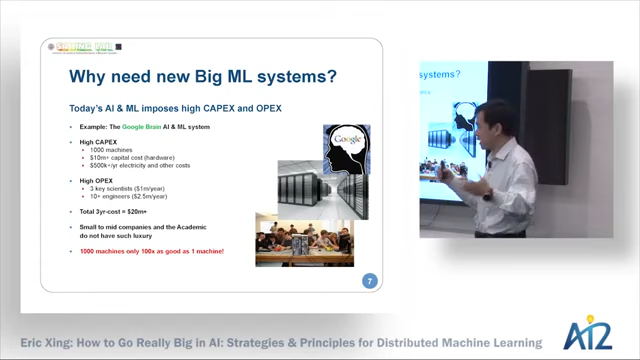 SAILING LAB
Why need new Big ML systems?
Today's AI & ML imposes high CAPEX and OPEX
• Example: The Google Brain AI & ML system
• High CAPEX
• 1000 machines
• $10m+ capital cost (hardware)
• $500k+/yr electricity and other costs
• High OPEX
• 3 key scientists ($1m/year)
• 10+ engineers ($2.5m/year)
• Total 3yr-cost = $20m+
• Small to mid companies and the Academic
do not have such luxury
• 1000 machines only 100x as good as 1 machine!
Google
7
systems?
Eric Xing: How to Go Really Big in AI: Strategies & Principles for Distributed Machine Learning
AI2